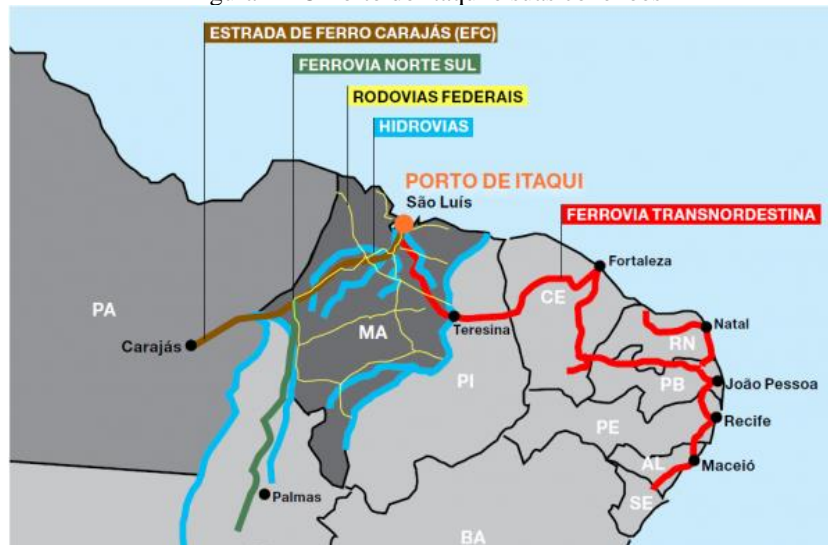 ESTRADA DE FERRO CARAJÁS (EFC)
FERROVIA NORTE SUL
RODOVIAS FEDERAIS
HIDROVIAS
PORTO DE ITAQUI
São Luís
FERROVIA TRANSNORDESTINA
Fortaleza
CE
PA
Natal
RN
Teresina
MA
Carajás
PI
PB
João Pessoa
PE
Recife
AL
Maceió
Palmas
SE
BA